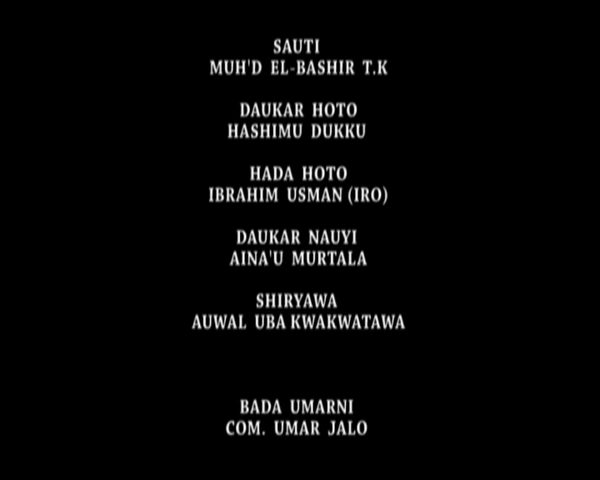 SAUTI
MUH'D EL-BASHIR T.K
DAUKAR HOTO
HASHIMU DUKKU
HADA HOTO
IBRAHIM USMAN (IRO)
DAUKAR NAUYI
AINA'U MURTALA
SHIRYAWA
AUWAL UBA KWAKWATAWA
BADA UMARNI
COM. UMAR JALO